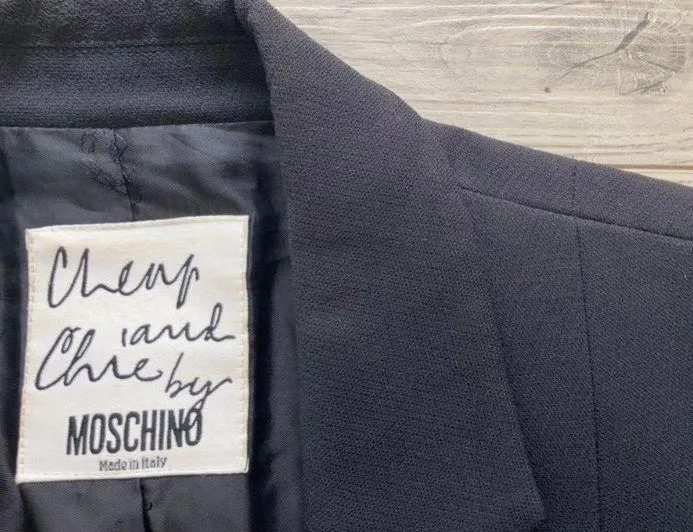 Cheap
and
Chic
by
MOSCHINO
Made in Italy